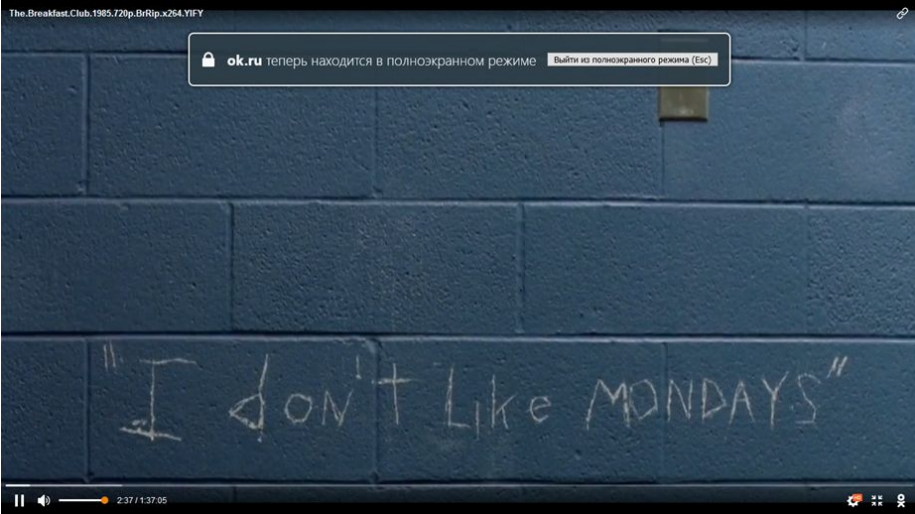 The.Breakfast.Club.1985.720p.BrRip.x264.YIFY
ok.ru теперь находится в полноэкранном режиме Выйти из полноэкранного режима (Esc)
"I don't Like MONDAYS"
2:37 / 1:37:05
HD